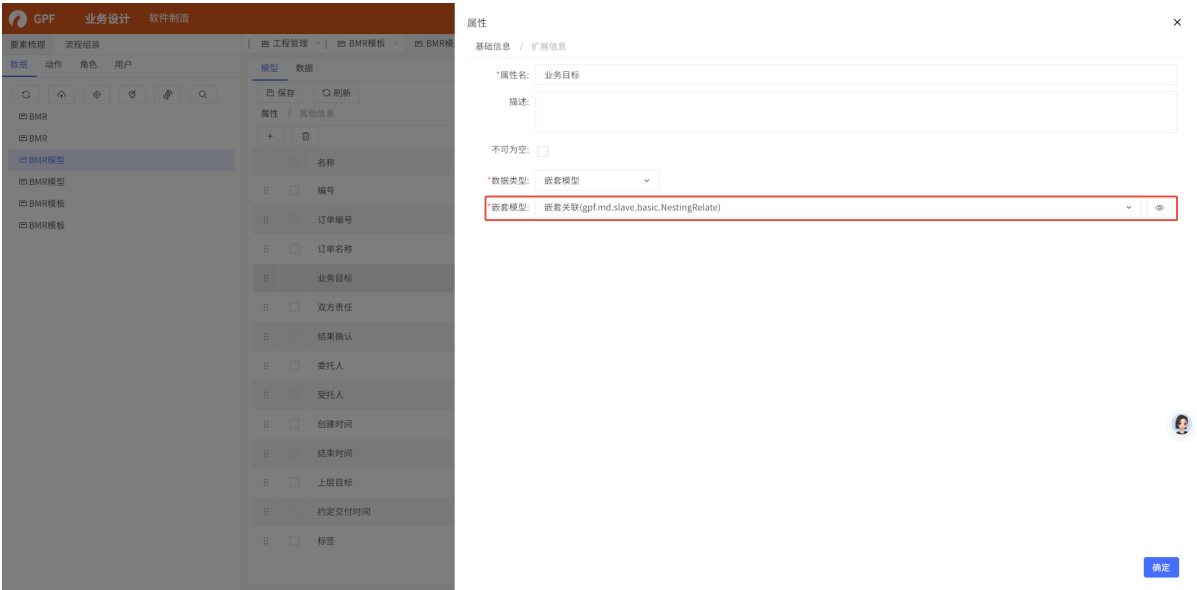 GPF 业务设计 软件制造
要素梳理 流程组装
数据 动作 角色 用户
BMR
BMR
BMR模型
BMR模型
BMR模板
BMR模板
工程管理 × BMR模板 × BMR模
模型 数据
保存 刷新
属性 / 其他信息
名称
编号
订单编号
订单名称
业务目标
双方责任
结果确认
委托人
受托人
创建时间
结束时间
上层目标
约定交付时间
标签
属性
基础信息 / 扩展信息
*属性名: 业务目标
描述:
不可为空:
*数据类型: 嵌套模型
*嵌套模型: 嵌套关联(gpf.md.slave.basic.NestingRelate)
确定